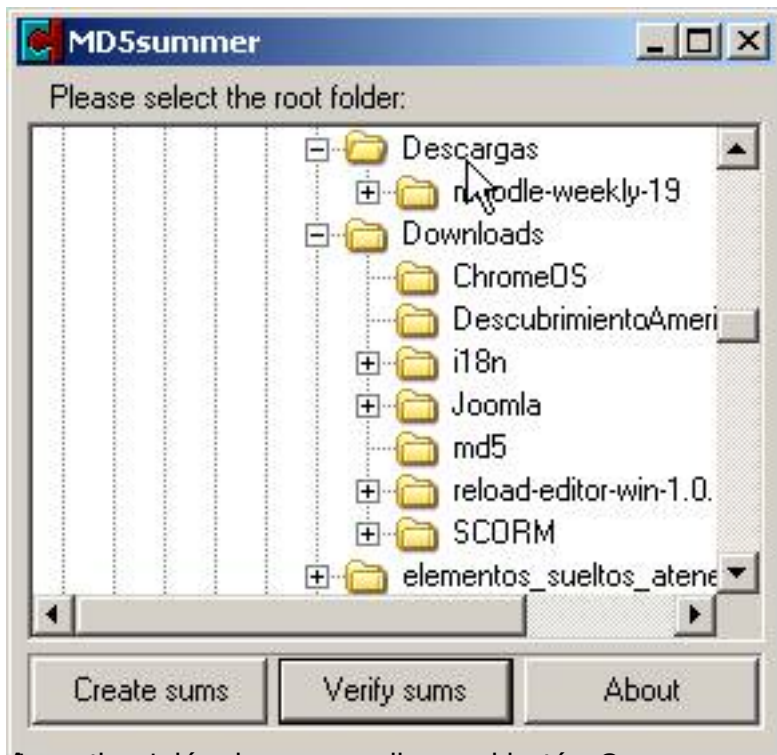 MD5summer
Please select the root folder:
Descargas
moodle-weekly-19
Downloads
ChromeOS
DescubrimientoAmeri
i18n
Joomla
md5
reload-editor-win-1.0.
SCORM
elementos_sueltos_atene
Create sums
Verify sums
About